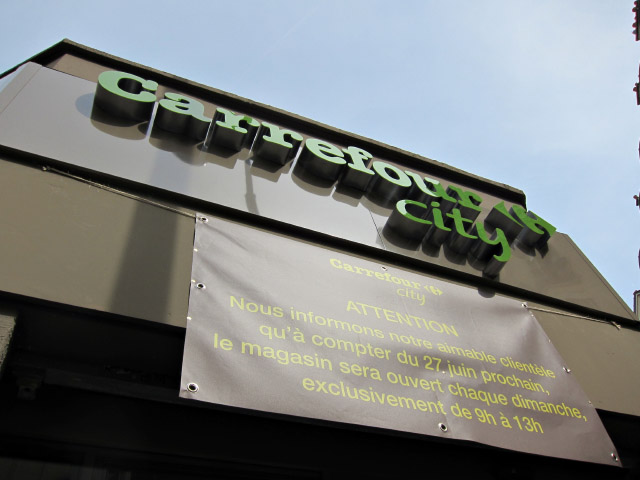 Carrefour
city
Carrefour
city
ATTENTION
Nous informons notre aimable clientèle
qu'à compter du 27 juin prochain,
le magasin sera ouvert chaque dimanche,
exclusivement de 9h à 13h